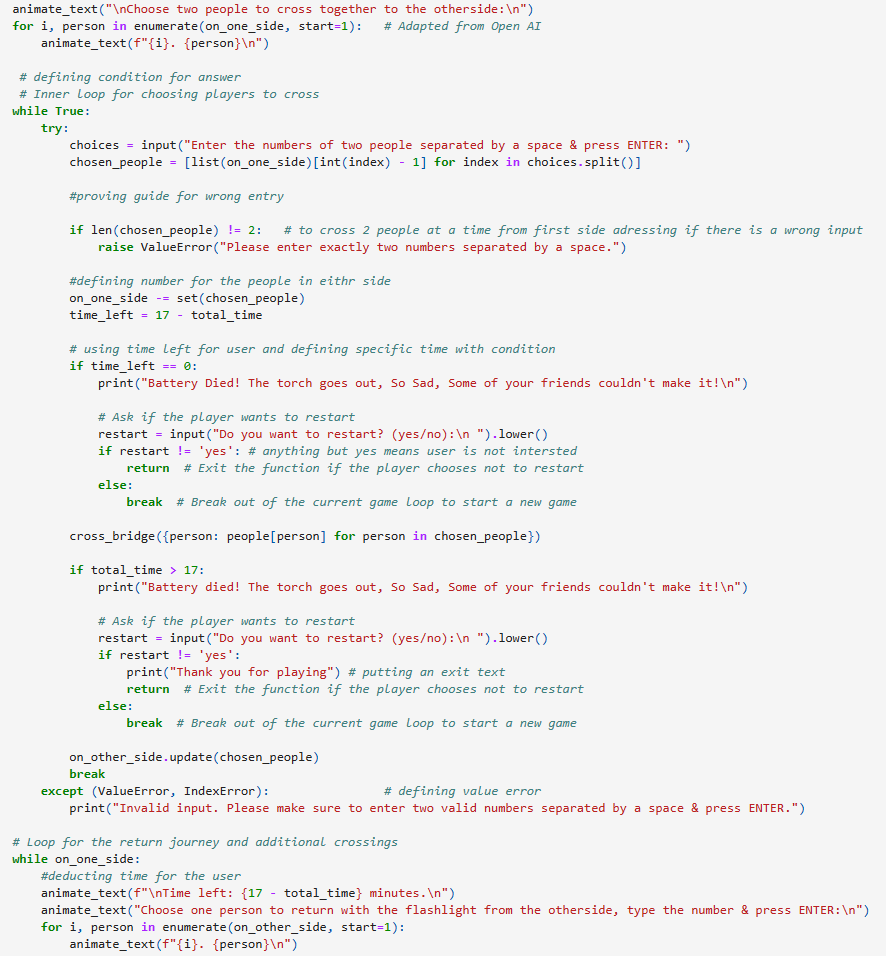 animate_text("\nChoose two people to cross together to the otherside:\n")
for i, person in enumerate(on_one_side, start=1):   # Adapted from Open AI
    animate_text(f"{i}. {person}\n")

 # defining condition for answer
 # Inner loop for choosing players to cross
while True:
    try:
        choices = input("Enter the numbers of two people separated by a space & press ENTER: ")
        chosen_people = [list(on_one_side)[int(index) - 1] for index in choices.split()]

        #proving guide for wrong entry

        if len(chosen_people) != 2:   # to cross 2 people at a time from first side adressing if there is a wrong input
            raise ValueError("Please enter exactly two numbers separated by a space.")

        #defining number for the people in eithr side
        on_one_side -= set(chosen_people)
        time_left = 17 - total_time

        # using time left for user and defining specific time with condition
        if time_left == 0:
            print("Battery Died! The torch goes out, So Sad, Some of your friends couldn't make it!\n")

            # Ask if the player wants to restart
            restart = input("Do you want to restart? (yes/no):\n ").lower()
            if restart != 'yes': # anything but yes means user is not intersted
                return  # Exit the function if the player chooses not to restart
            else:
                break  # Break out of the current game loop to start a new game

        cross_bridge({person: people[person] for person in chosen_people})

        if total_time > 17:
            print("Battery died! The torch goes out, So Sad, Some of your friends couldn't make it!\n")

            # Ask if the player wants to restart
            restart = input("Do you want to restart? (yes/no):\n ").lower()
            if restart != 'yes':
                print("Thank you for playing") # putting an exit text
                return  # Exit the function if the player chooses not to restart
            else:
                break  # Break out of the current game loop to start a new game

        on_other_side.update(chosen_people)
        break
    except (ValueError, IndexError):                # defining value error
        print("Invalid input. Please make sure to enter two valid numbers separated by a space & press ENTER.")

# Loop for the return journey and additional crossings
while on_one_side:
    #deducting time for the user
    animate_text(f"\nTime left: {17 - total_time} minutes.\n")
    animate_text("Choose one person to return with the flashlight from the otherside, type the number & press ENTER:\n")
    for i, person in enumerate(on_other_side, start=1):
        animate_text(f"{i}. {person}\n")